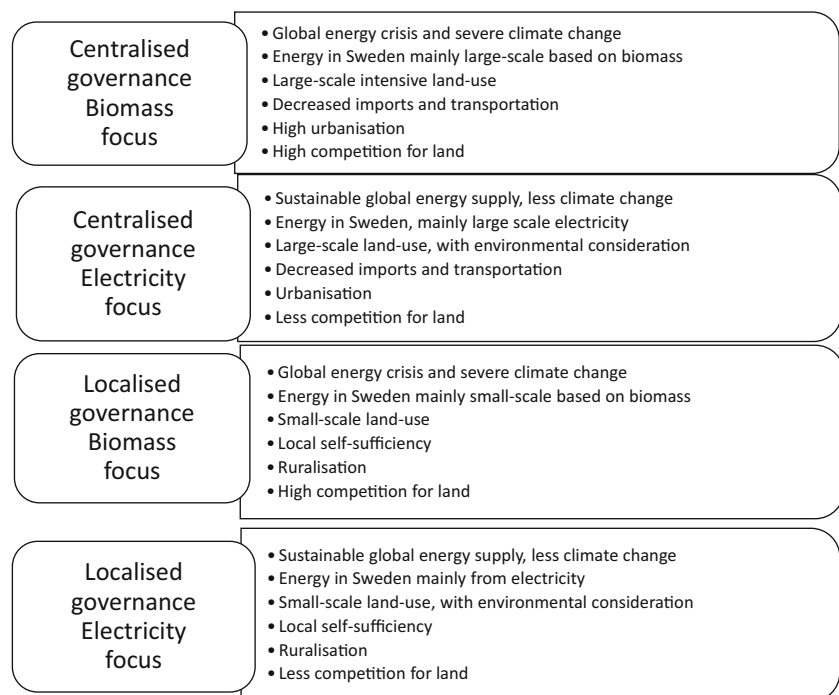 Centralised
governance
Biomass
focus
• Global energy crisis and severe climate change
• Energy in Sweden mainly large-scale based on biomass
• Large-scale intensive land-use
• Decreased imports and transportation
• High urbanisation
• High competition for land
Centralised
governance
Electricity
focus
• Sustainable global energy supply, less climate change
• Energy in Sweden, mainly large scale electricity
• Large-scale land-use, with environmental consideration
• Decreased imports and transportation
• Urbanisation
• Less competition for land
Localised
governance
Biomass
focus
• Global energy crisis and severe climate change
• Energy in Sweden mainly small-scale based on biomass
• Small-scale land-use
• Local self-sufficiency
• Ruralisation
• High competition for land
Localised
governance
Electricity
focus
• Sustainable global energy supply, less climate change
• Energy in Sweden mainly from electricity
• Small-scale land-use, with environmental consideration
• Local self-sufficiency
• Ruralisation
• Less competition for land